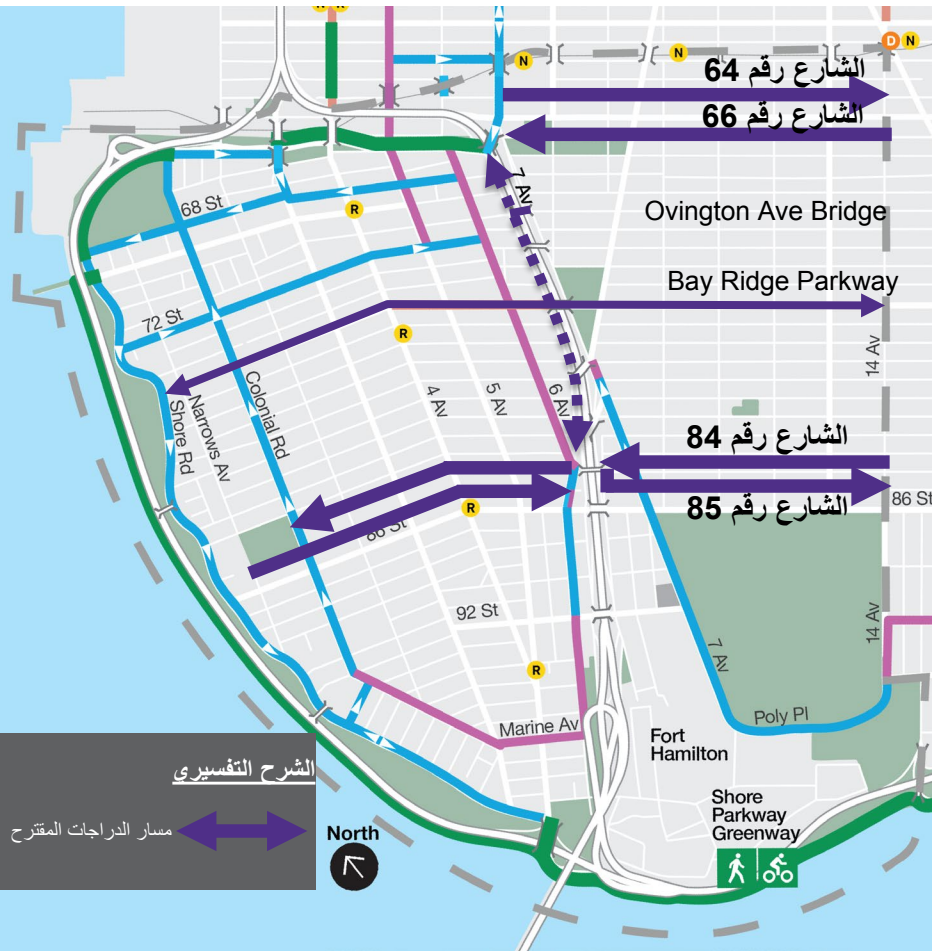 R
R
N
N
D
N
الشارع رقم 64
الشارع رقم 66
7 Av
68 St
R
Ovington Ave Bridge
Bay Ridge Parkway
72 St
R
14 Av
Colonial Rd
4 Av
5 Av
6 Av
Narrows Av
Shore Rd
الشارع رقم 84
الشارع رقم 85
86 St
R
86 St
92 St
14 Av
7 Av
R
Marine Av
Poly Pl
Fort
Hamilton
Shore
Parkway
Greenway
الشرح التفسيري
مسار الدراجات المقترح
North